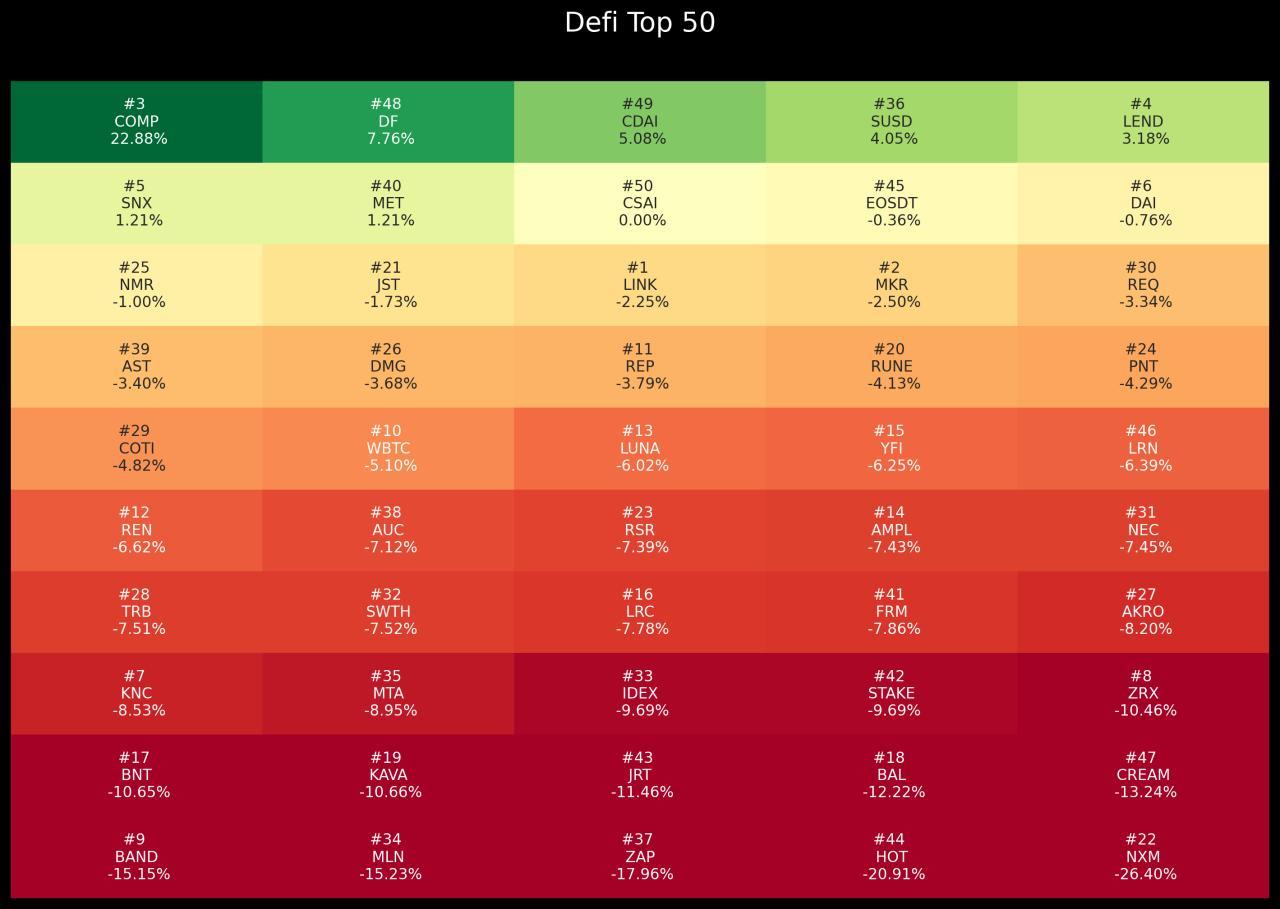 Defi Top 50
#3
COMP
22.88%
#48
DF
7.76%
#49
CDAI
5.08%
#36
SUSD
4.05%
#4
LEND
3.18%
#5
SNX
1.21%
#40
MET
1.21%
#50
CSAI
0.00%
#45
EOSDT
-0.36%
#6
DAI
-0.76%
#25
NMR
-1.00%
#21
JST
-1.73%
#1
LINK
-2.25%
#2
MKR
-2.50%
#30
REQ
-3.34%
#39
AST
-3.40%
#26
DMG
-3.68%
#11
REP
-3.79%
#20
RUNE
-4.13%
#24
PNT
-4.29%
#29
COTI
-4.82%
#10
WBTC
-5.10%
#13
LUNA
-6.02%
#15
YFI
-6.25%
#46
LRN
-6.39%
#12
REN
-6.62%
#38
AUC
-7.12%
#23
RSR
-7.39%
#14
AMPL
-7.43%
#31
NEC
-7.45%
#28
TRB
-7.51%
#32
SWTH
-7.52%
#16
LRC
-7.78%
#41
FRM
-7.86%
#27
AKRO
-8.20%
#7
KNC
-8.53%
#35
MTA
-8.95%
#33
IDEX
-9.69%
#42
STAKE
-9.69%
#8
ZRX
-10.46%
#17
BNT
-10.65%
#19
KAVA
-10.66%
#43
JRT
-11.46%
#18
BAL
-12.22%
#47
CREAM
-13.24%
#9
BAND
-15.15%
#34
MLN
-15.23%
#37
ZAP
-17.96%
#44
HOT
-20.91%
#22
NXM
-26.40%